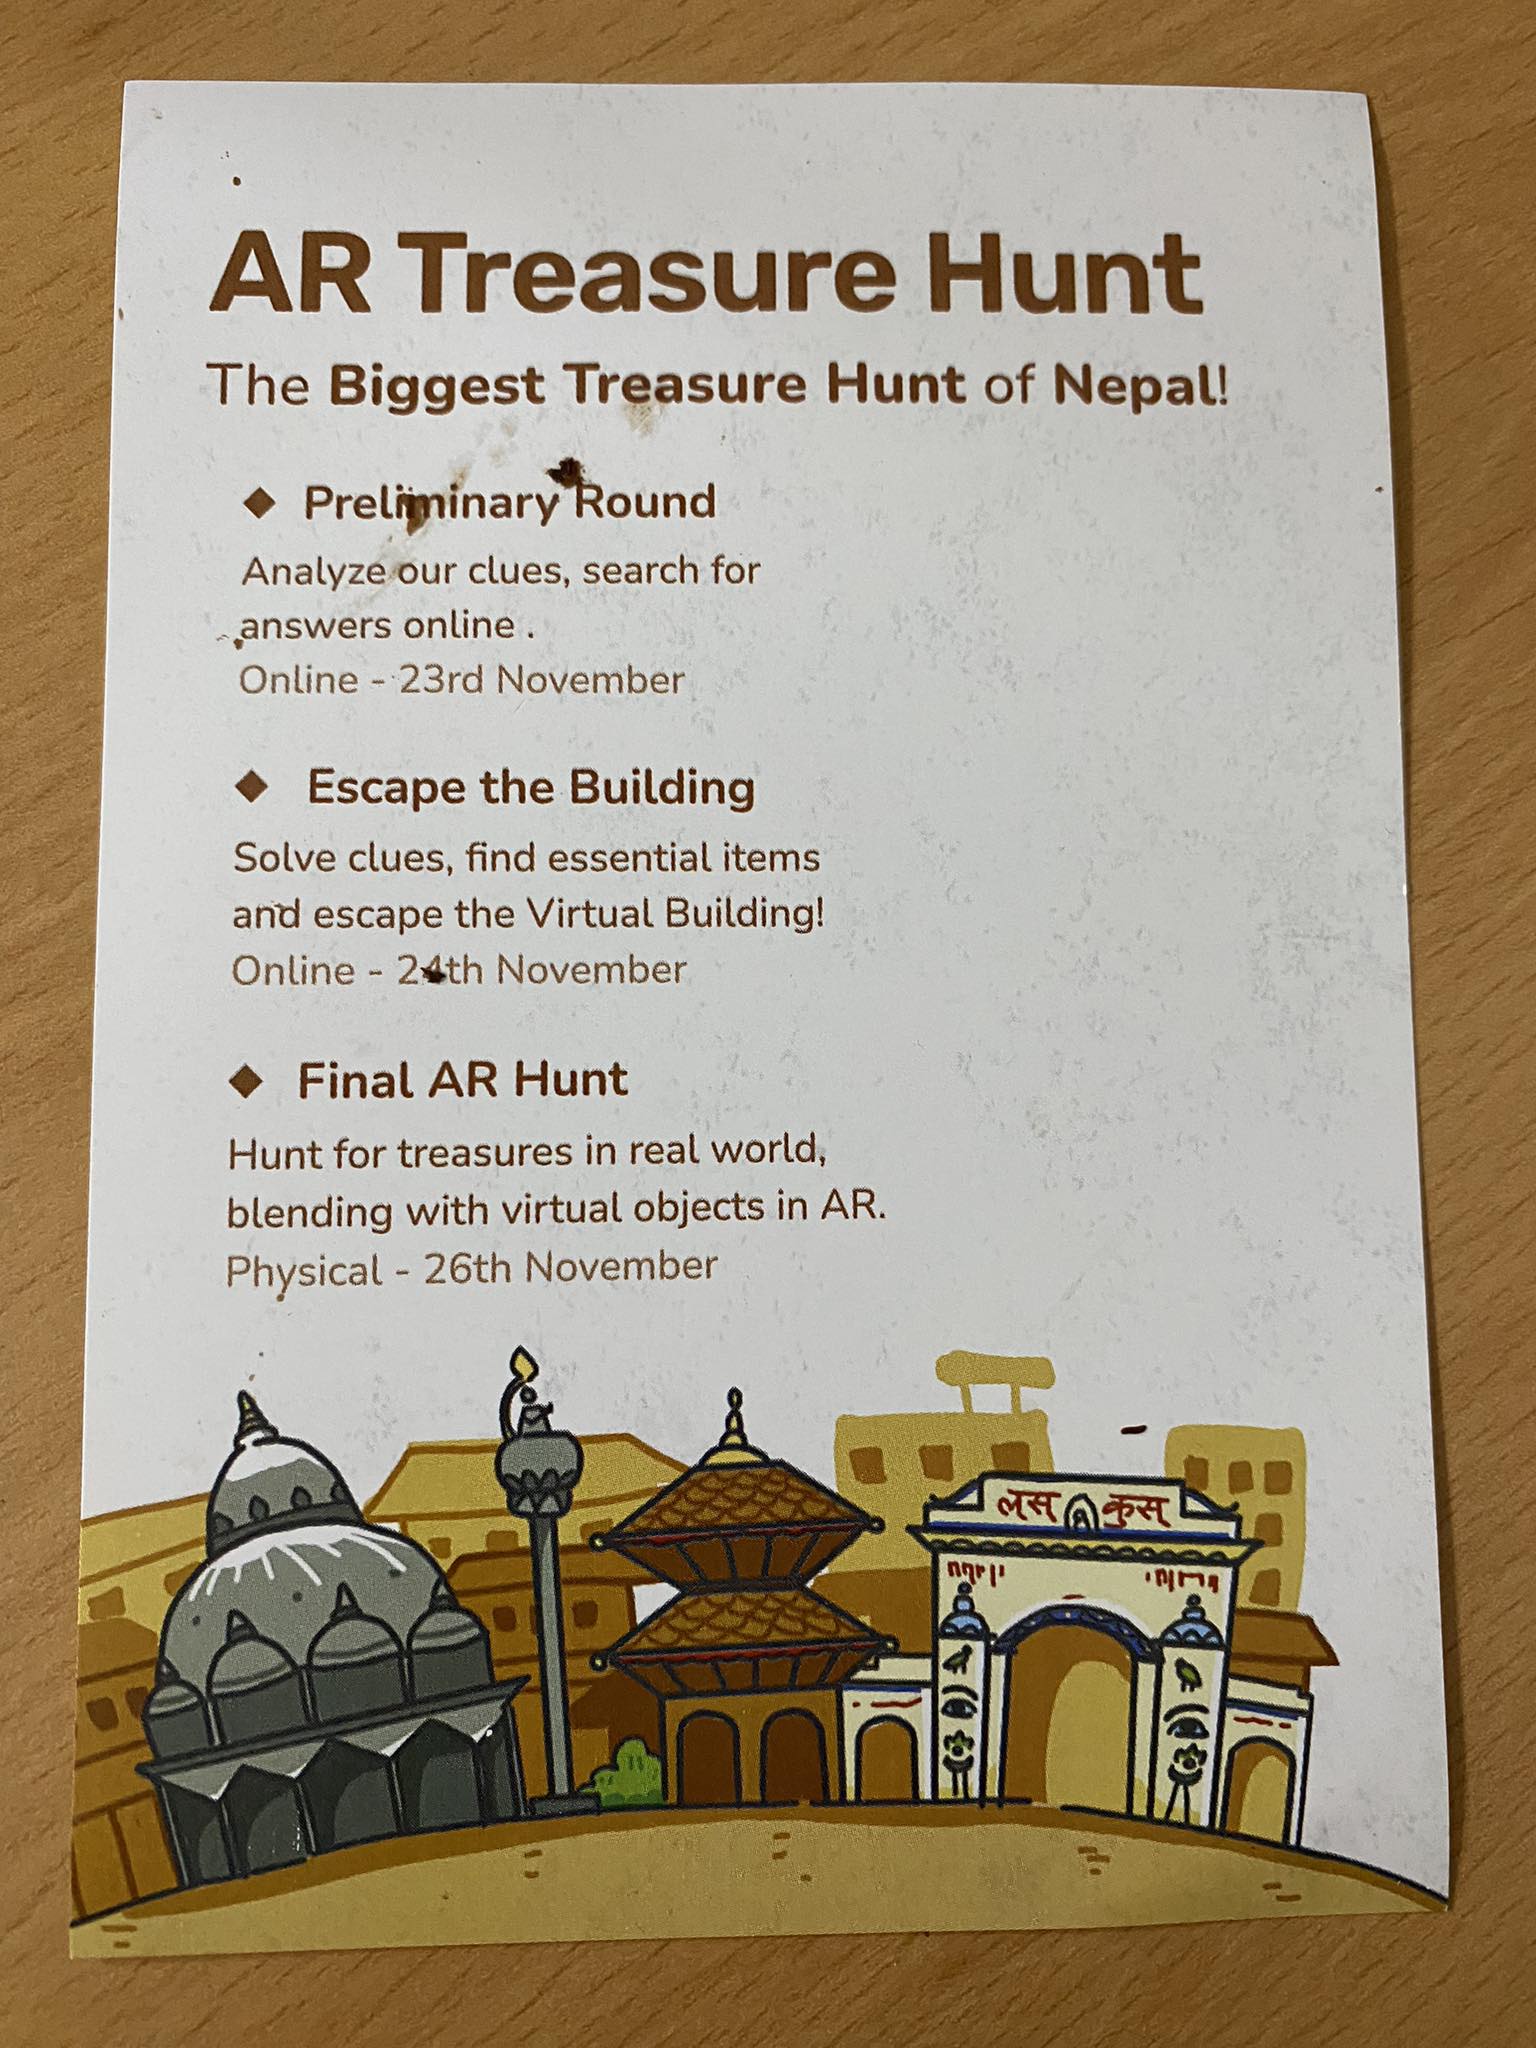 AR Treasure Hunt
The Biggest Treasure Hunt of Nepal!
◆ Preliminary Round
Analyze our clues, search for
answers online .
Online - 23rd November
◆ Escape the Building
Solve clues, find essential items
and escape the Virtual Building!
Online - 24th November
◆ Final AR Hunt
Hunt for treasures in real world,
blending with virtual objects in AR.
Physical - 26th November
लस कुस्